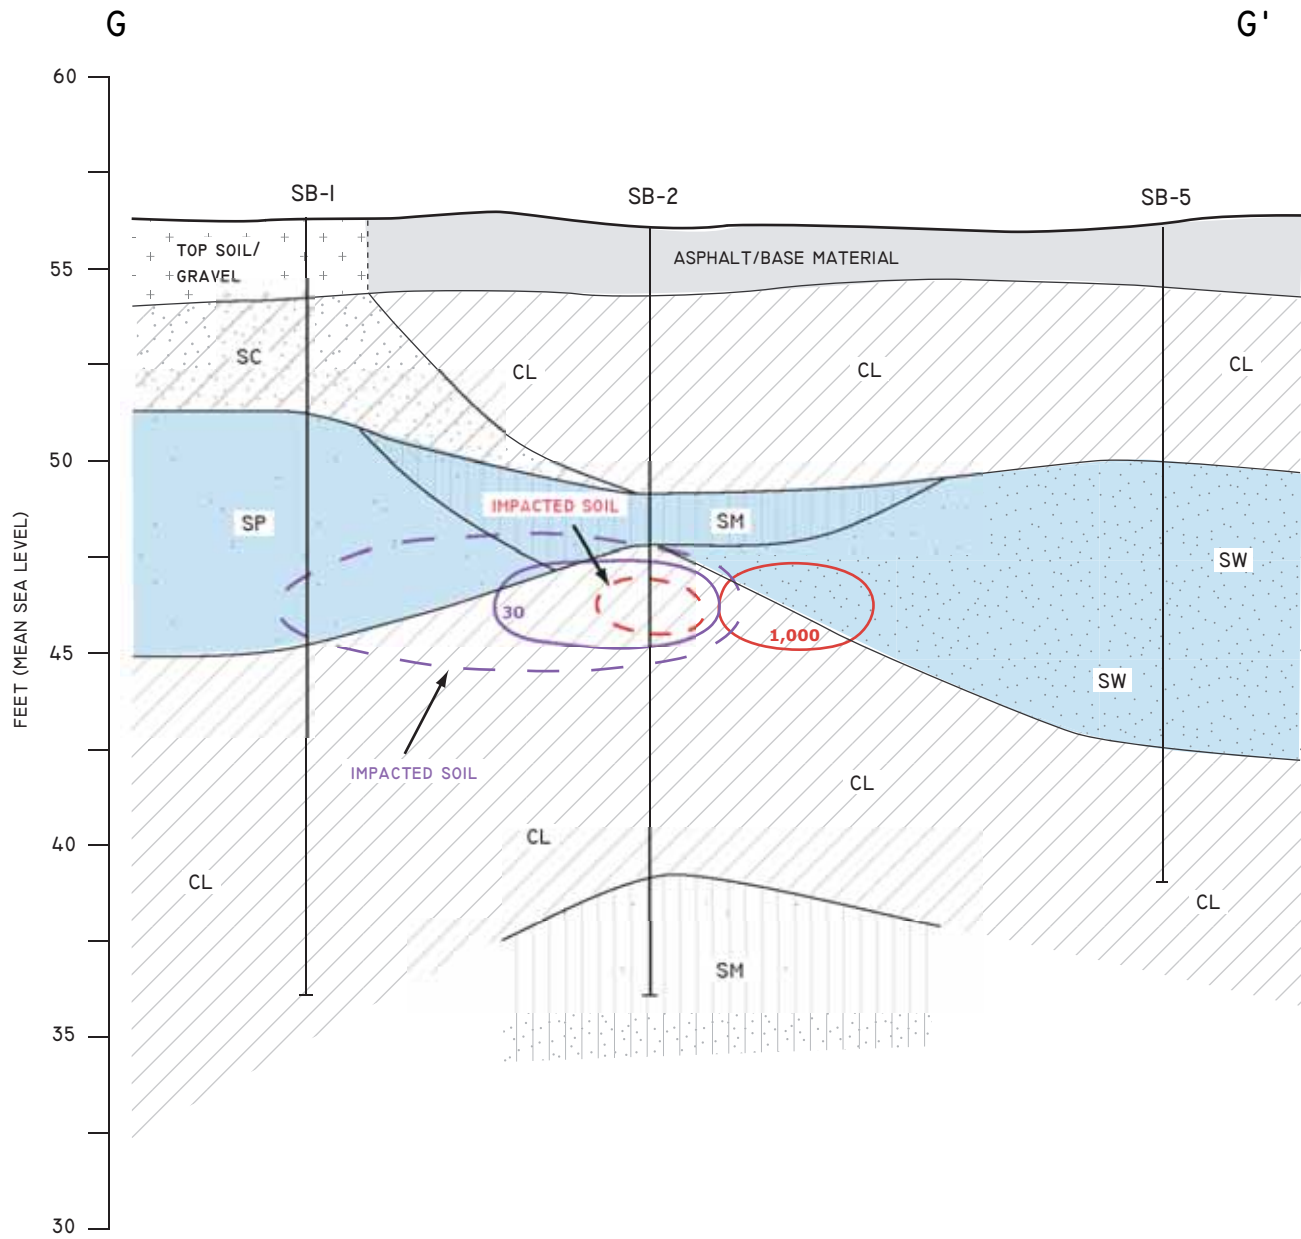 G
G'
60
SB-1
SB-2
SB-5
TOP SOIL/
GRAVEL
ASPHALT/BASE MATERIAL
55
SC
CL
CL
CL
50
IMPACTED SOIL
SP
SM
SW
30
1,000
45
SW
FEET (MEAN SEA LEVEL)
IMPACTED SOIL
CL
40
CL
CL
CL
SM
35
30